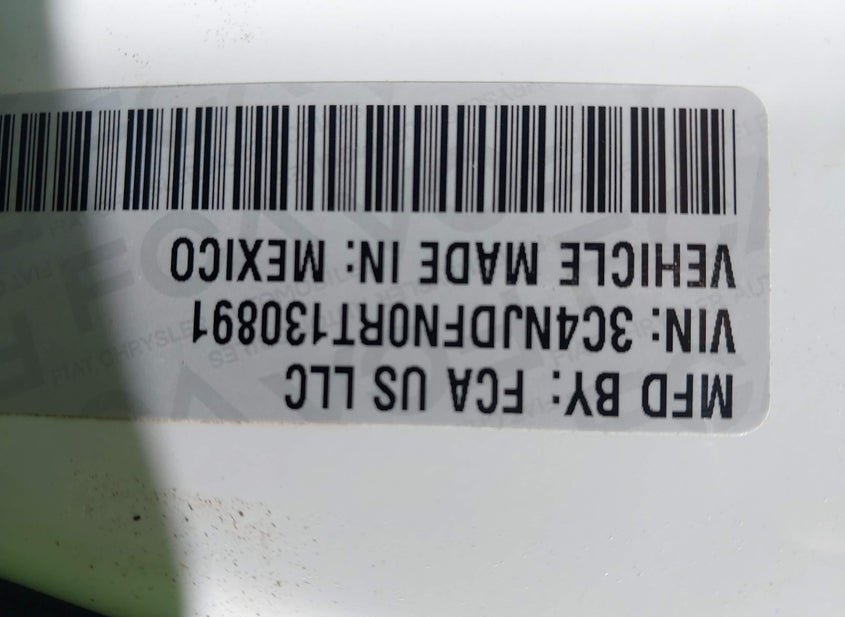 MFD BY: FCA US LLC
VIN: 3C4NJDFN0RT130891
VEHICLE MADE IN: MEXICO